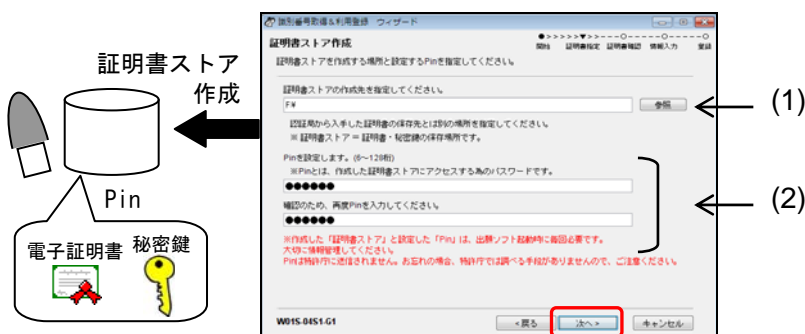 証明書ストア
作成
Pin
電子証明書 秘密鍵
識別番号取得&利用登録 ウィザード
証明書ストア作成
開始 証明書指定 証明書確認 情報入力 登録
証明書ストアを作成する場所と設定するPinを指定してください。
証明書ストアの作成先を指定してください。
F:¥
参照
(1)
認証局から入手した証明書の保存先とは別の場所を指定してください。
※ 証明書ストア = 証明書・秘密鍵の保存場所です。
Pinを設定します。(6~128桁)
※Pinとは、作成した証明書ストアにアクセスする為のパスワードです。
●●●●●●
(2)
確認のため、再度Pinを入力してください。
●●●●●●
※作成した「証明書ストア」と設定した「Pin」は、出願ソフト起動時に毎回必要です。
大切に情報管理してください。
Pinは特許庁に送信されません。お忘れの場合、特許庁では調べる手段がありませんので、ご注意ください。
W01S-04S1-G1
<戻る
次へ >
キャンセル